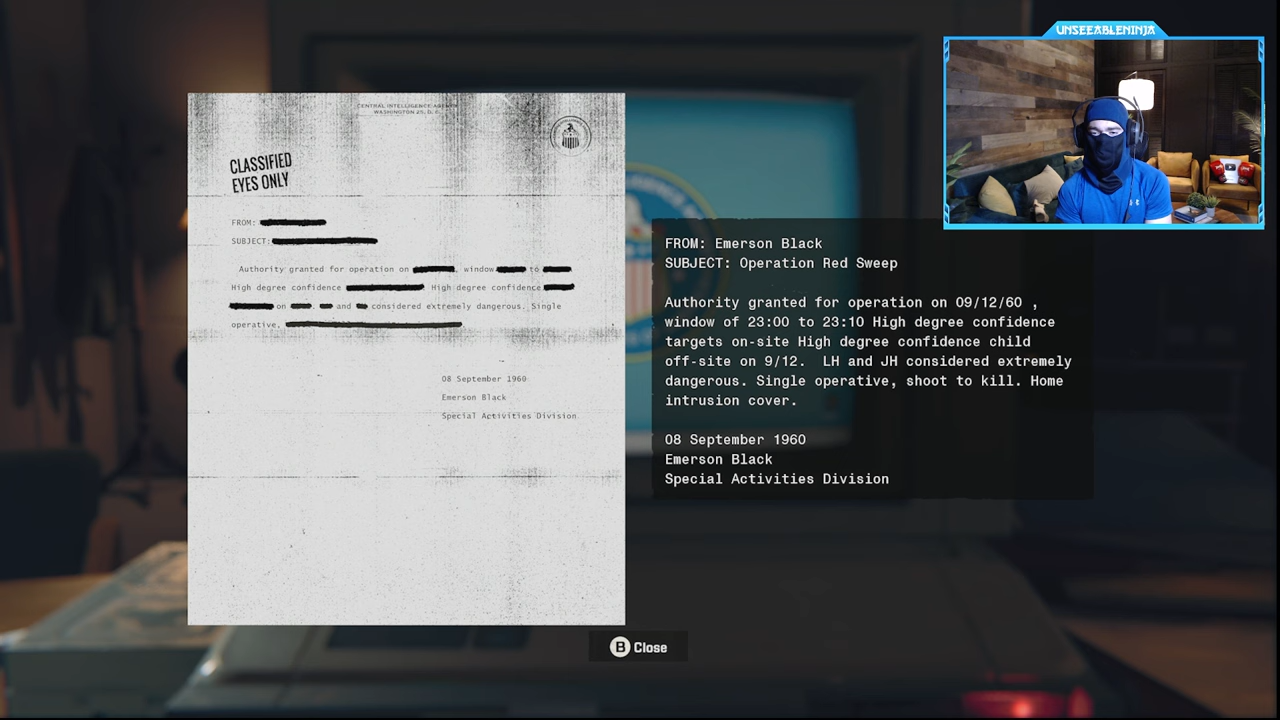 UNSEEABLENINJA
CENTRAL INTELLIGENCE AGENCY
WASHINGTON 25, D.C.
CLASSIFIED
EYES ONLY
FROM:
SUBJECT:
Authority granted for operation on , window to
High degree confidence High degree confidence
on and considered extremely dangerous. Single
operative,
08 September 1960
Emerson Black
Special Activities Division
FROM: Emerson Black
SUBJECT: Operation Red Sweep
Authority granted for operation on 09/12/60 ,
window of 23:00 to 23:10 High degree confidence
targets on-site High degree confidence child
off-site on 9/12. LH and JH considered extremely
dangerous. Single operative, shoot to kill. Home
intrusion cover.
08 September 1960
Emerson Black
Special Activities Division
B Close